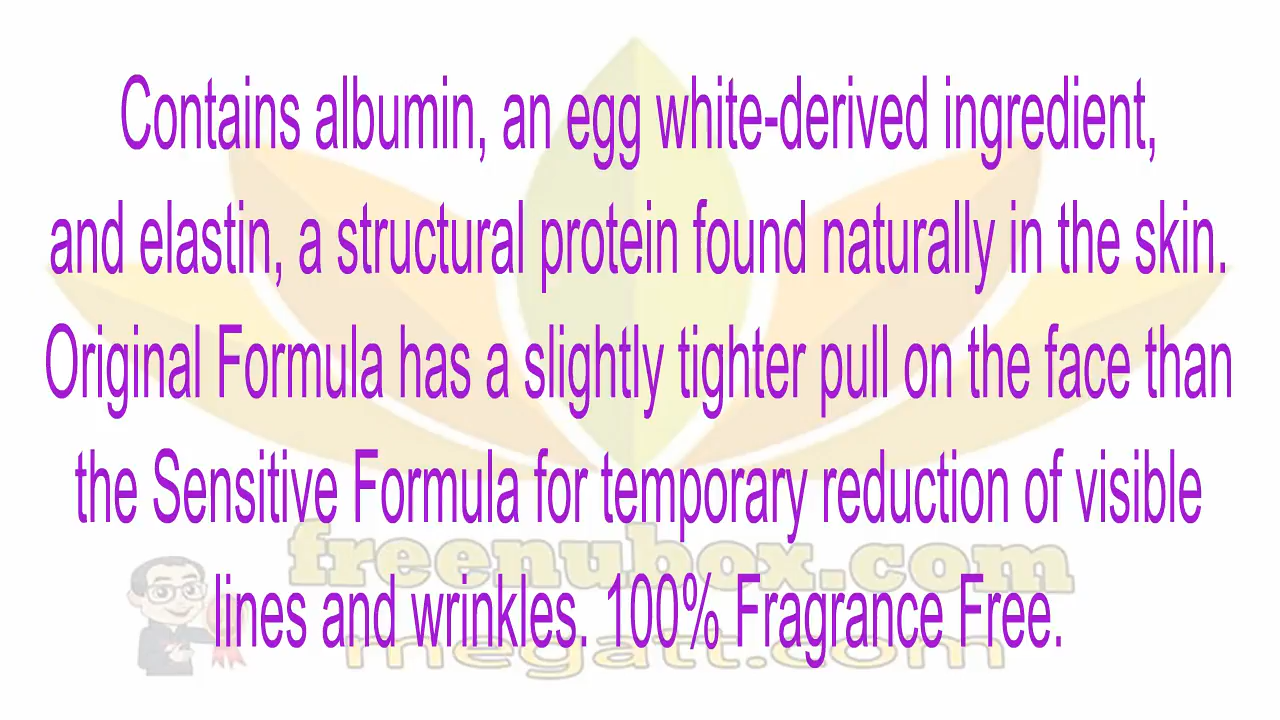 Contains albumin, an egg white-derived ingredient,
and elastin, a structural protein found naturally in the skin.
Original Formula has a slightly tighter pull on the face than
the Sensitive Formula for temporary reduction of visible
freenubox.com
lines and wrinkles. 100% Fragrance Free.
megatt.com